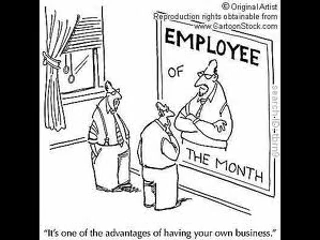 © Original Artist
Reproduction rights obtainable from
www.CartoonStock.com
EMPLOYEE
OF
THE MONTH
"It's one of the advantages of having your own business."